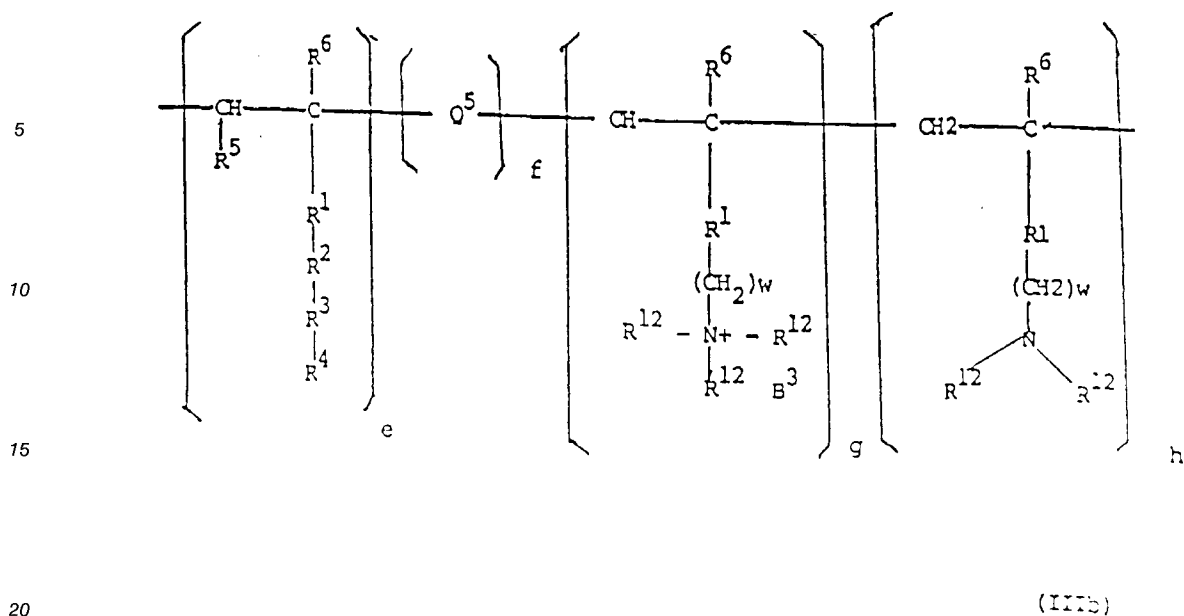 R⁶ R⁶ R⁶
5 CH C Q⁵ CH C CH2 C
R⁵ f
R¹ R¹ R1
R²
10 (CH₂)w (CH2)w
R³
R¹² – N+ – R¹² N
R⁴ R¹² B³ R¹² R¹²
e
15 g h
20 (IIIb)